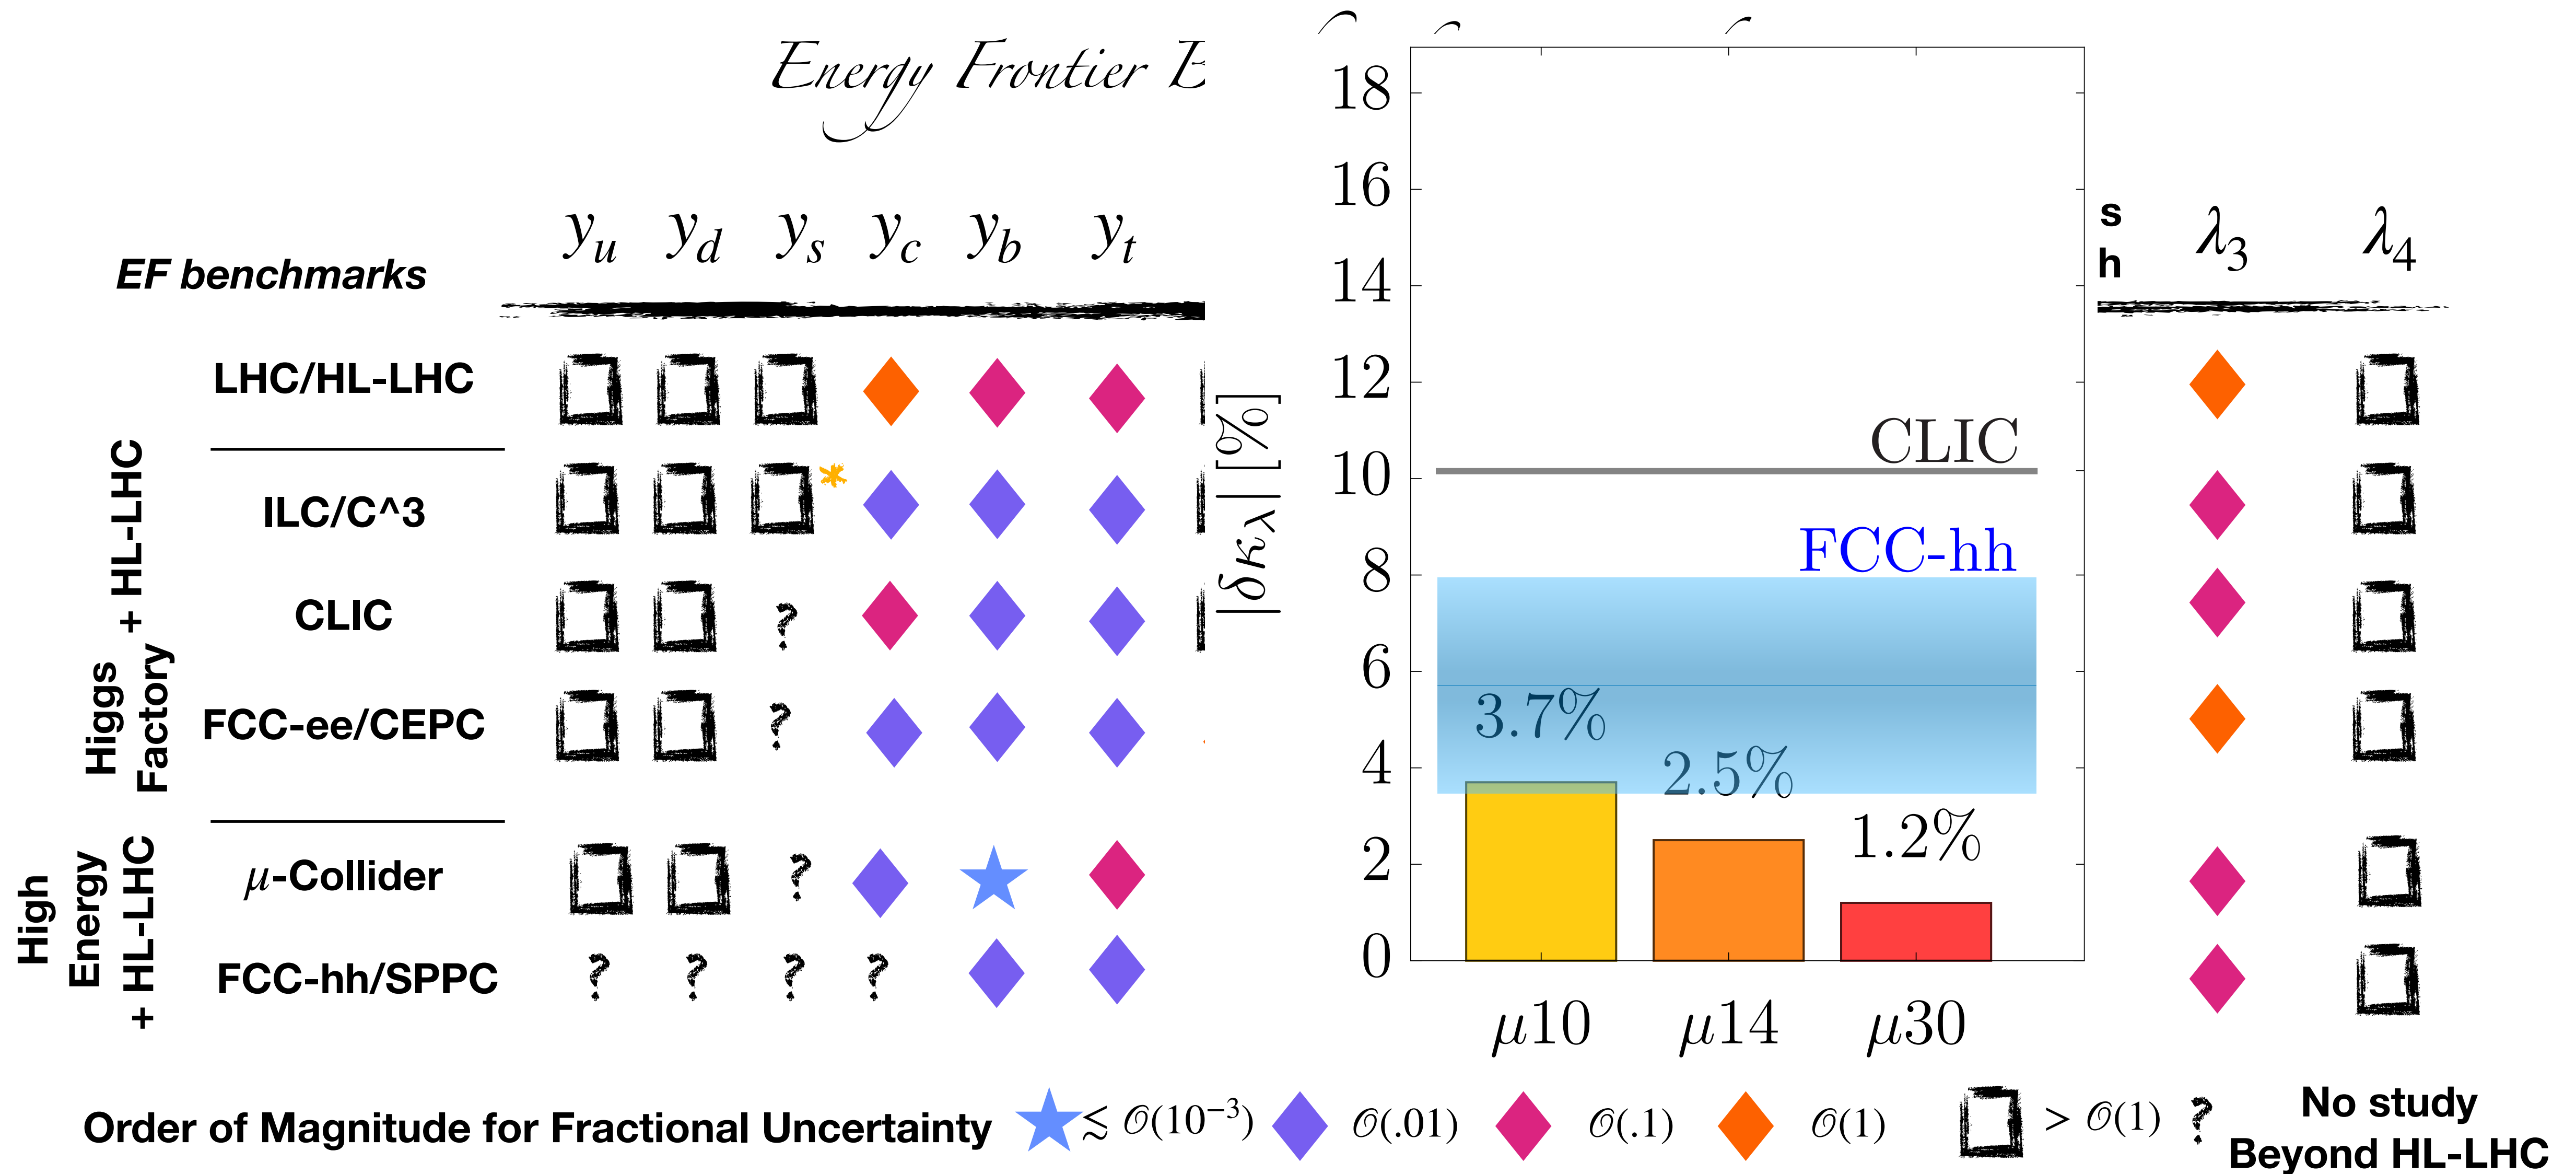 Energy Frontier
y_u y_d y_s y_c y_b y_t
s
h
λ_3 λ_4
EF benchmarks
LHC/HL-LHC
ILC/C^3
*
CLIC
?
FCC-ee/CEPC
?
μ-Collider
?
FCC-hh/SPPC
? ? ? ?
Higgs
Factory
+ HL-LHC
High
Energy
+ HL-LHC
|δκ_λ| [%]
18
16
14
12
10
8
6
4
2
0
CLIC
FCC-hh
3.7%
2.5%
1.2%
μ10 μ14 μ30
Order of Magnitude for Fractional Uncertainty
≲ 𝒪(10⁻³) 𝒪(.01) 𝒪(.1) 𝒪(1) > 𝒪(1) ?
No study
Beyond HL-LHC